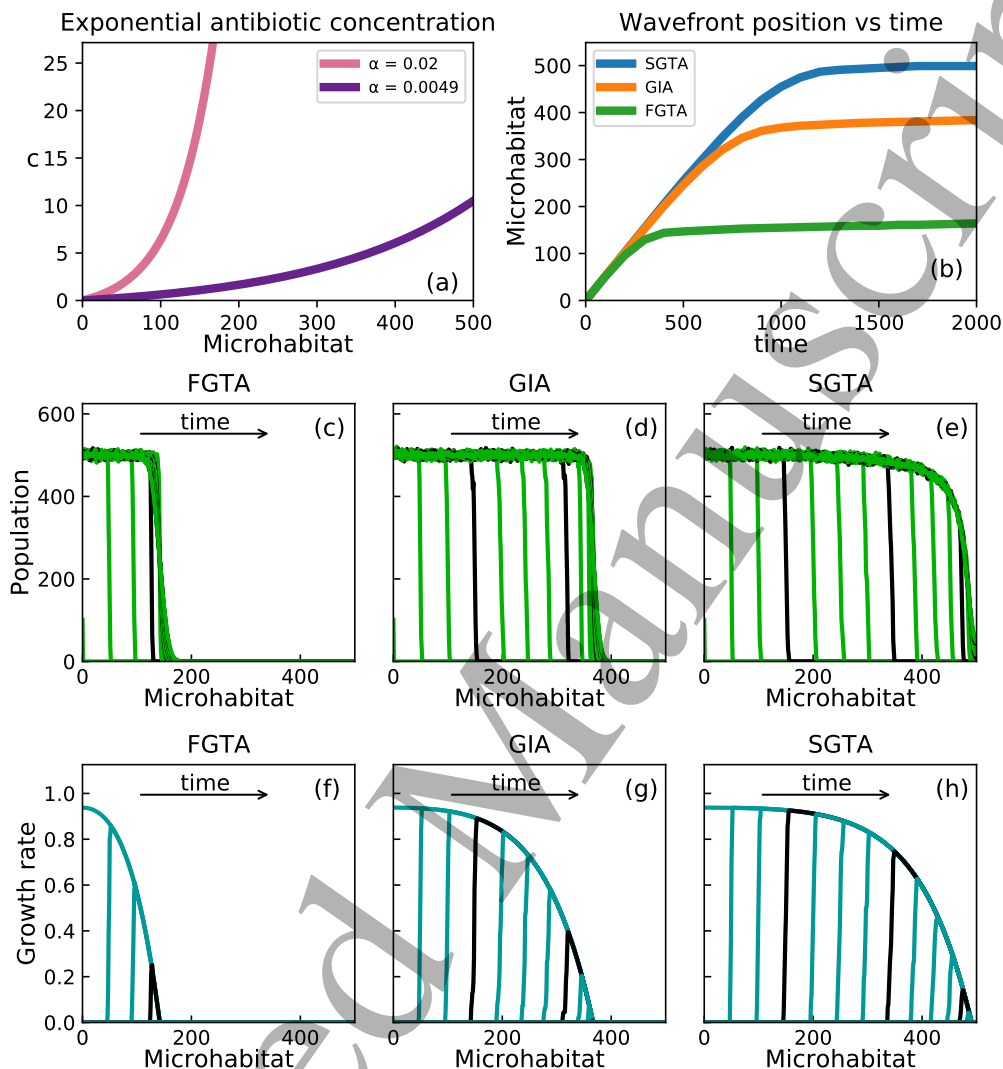 Exponential antibiotic concentration
Wavefront position vs time
25
20
15
10
5
0
c
α = 0.02
α = 0.0049
(a)
0 100 200 300 400 500
Microhabitat
500
400
300
200
100
0
Microhabitat
SGTA
GIA
FGTA
(b)
0 500 1000 1500 2000
time
FGTA
GIA
SGTA
600
400
200
0
Population
time
(c)
time
(d)
time
(e)
0 200 400
0 200 400
0 200 400
Microhabitat
Microhabitat
Microhabitat
FGTA
GIA
SGTA
1.0
0.8
0.6
0.4
0.2
0.0
Growth rate
time
(f)
time
(g)
time
(h)
0 200 400
0 200 400
0 200 400
Microhabitat
Microhabitat
Microhabitat
ed Manuscri